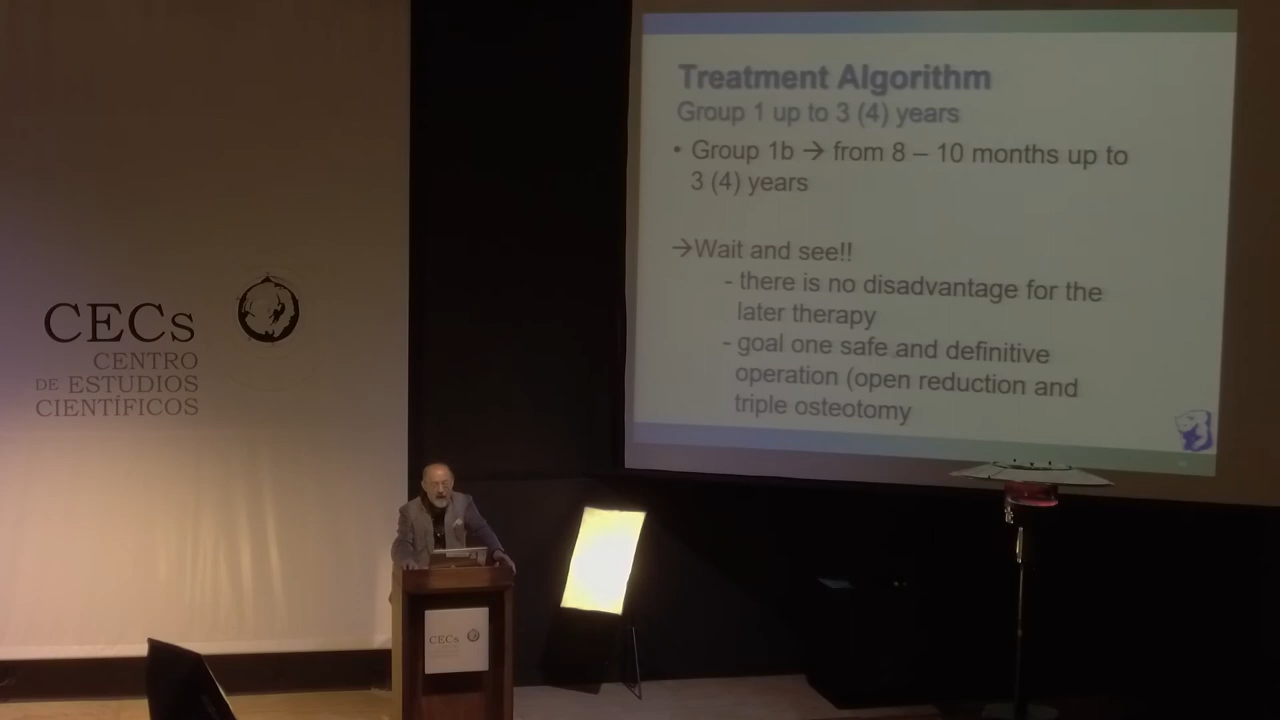 CECs
CENTRO
DE ESTUDIOS
CIENTÍFICOS
Treatment Algorithm
Group 1 up to 3 (4) years
• Group 1b → from 8 – 10 months up to
3 (4) years
→Wait and see!!
- there is no disadvantage for the
later therapy
- goal one safe and definitive
operation (open reduction and
triple osteotomy
CECs